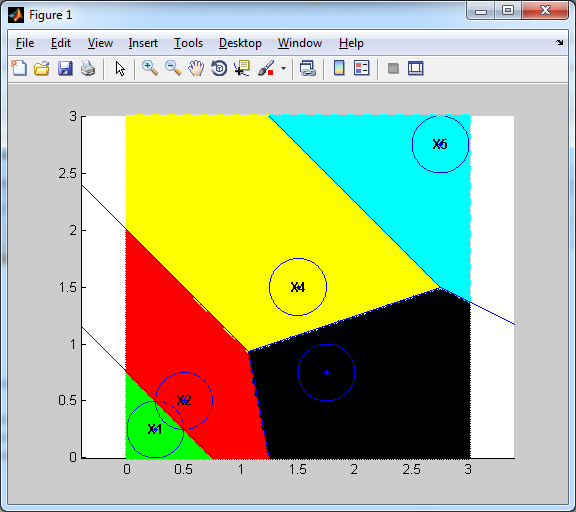 Figure 1
File Edit View Insert Tools Desktop Window Help
3
X5
2.5
2
X4
1.5
1
X2
0.5
X1
0
0 0.5 1 1.5 2 2.5 3